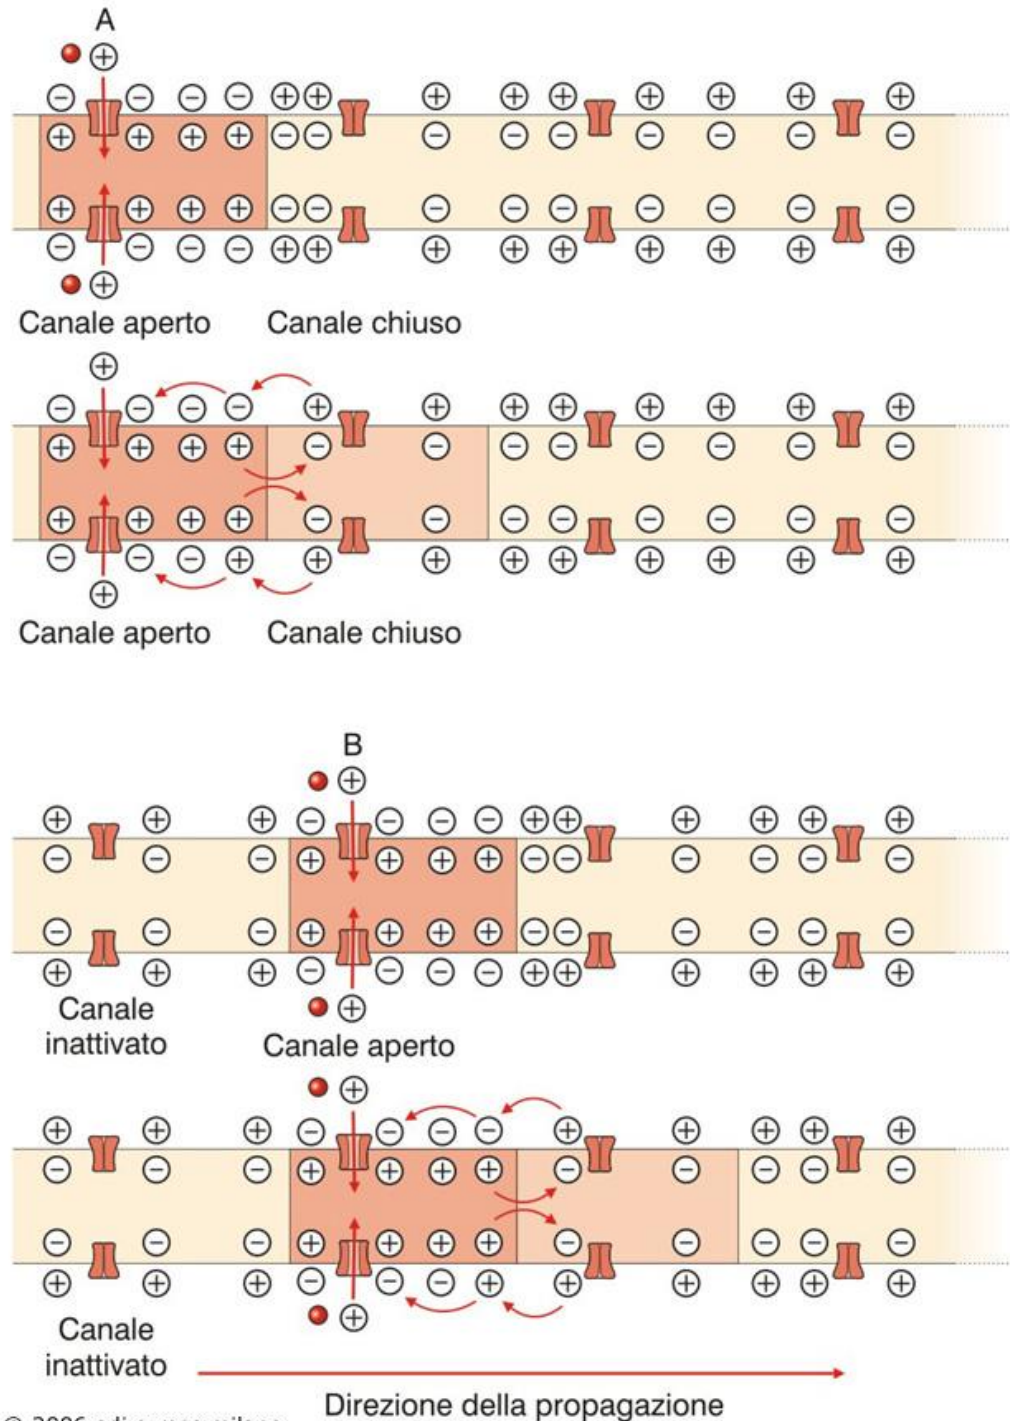 A
Canale aperto Canale chiuso
Canale aperto Canale chiuso
B
Canale
inattivato
Canale aperto
Canale
inattivato
Direzione della propagazione